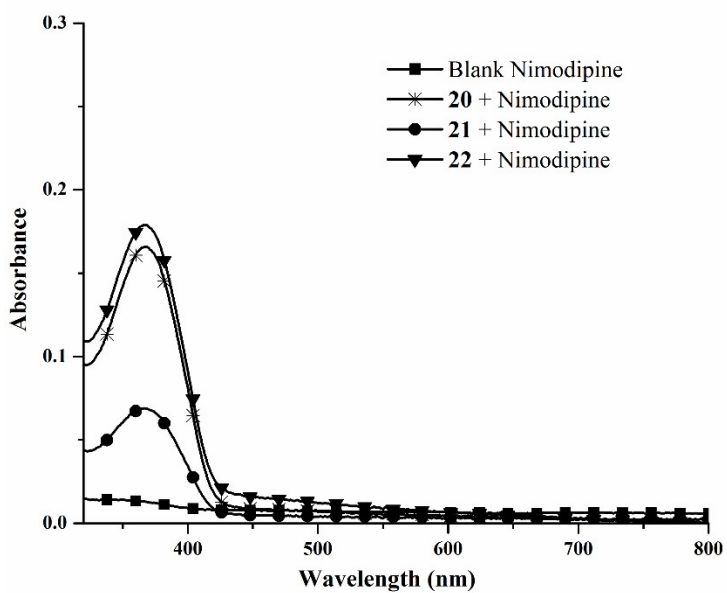 0.3
Blank Nimodipine
20 + Nimodipine
21 + Nimodipine
22 + Nimodipine
0.2
Absorbance
0.1
0.0
400 500 600 700 800
Wavelength (nm)